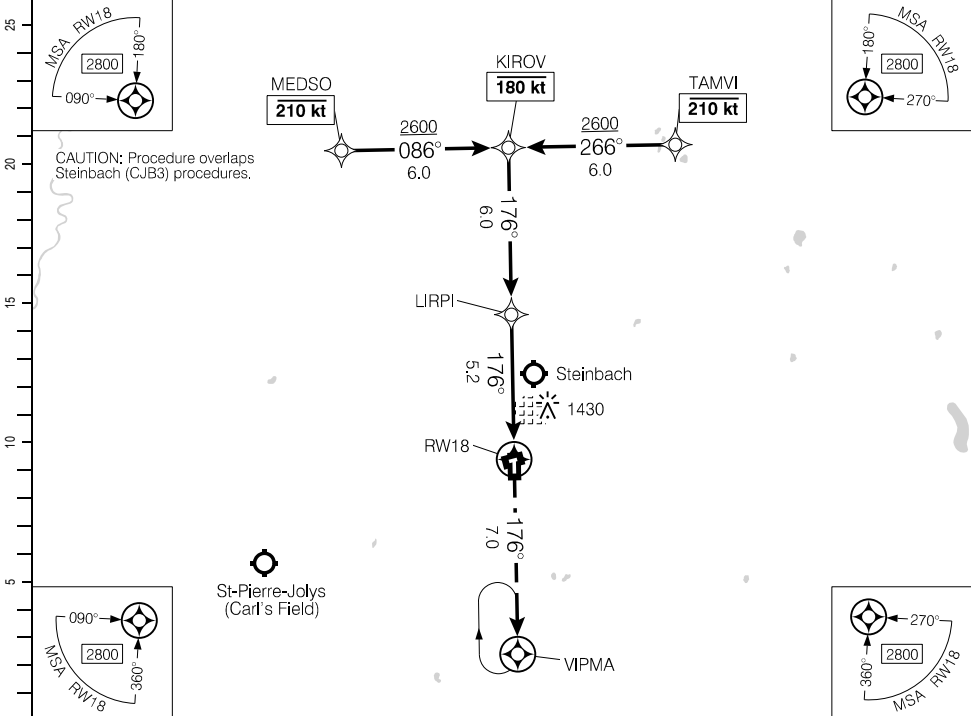 25
20
15
10
5
MSA RW18
180°
2800
090°
MSA RW18
180°
2800
270°
MEDSO
210 kt
KIROV
180 kt
TAMVI
210 kt
2600
086°
6.0
2600
266°
6.0
CAUTION: Procedure overlaps
Steinbach (CJB3) procedures.
176°
6.0
LIRPI
176°
5.2
Steinbach
1430
RW18
176°
7.0
St-Pierre-Jolys
(Carl's Field)
VIPMA
090°
2800
360°
MSA RW18
270°
2800
360°
MSA RW18